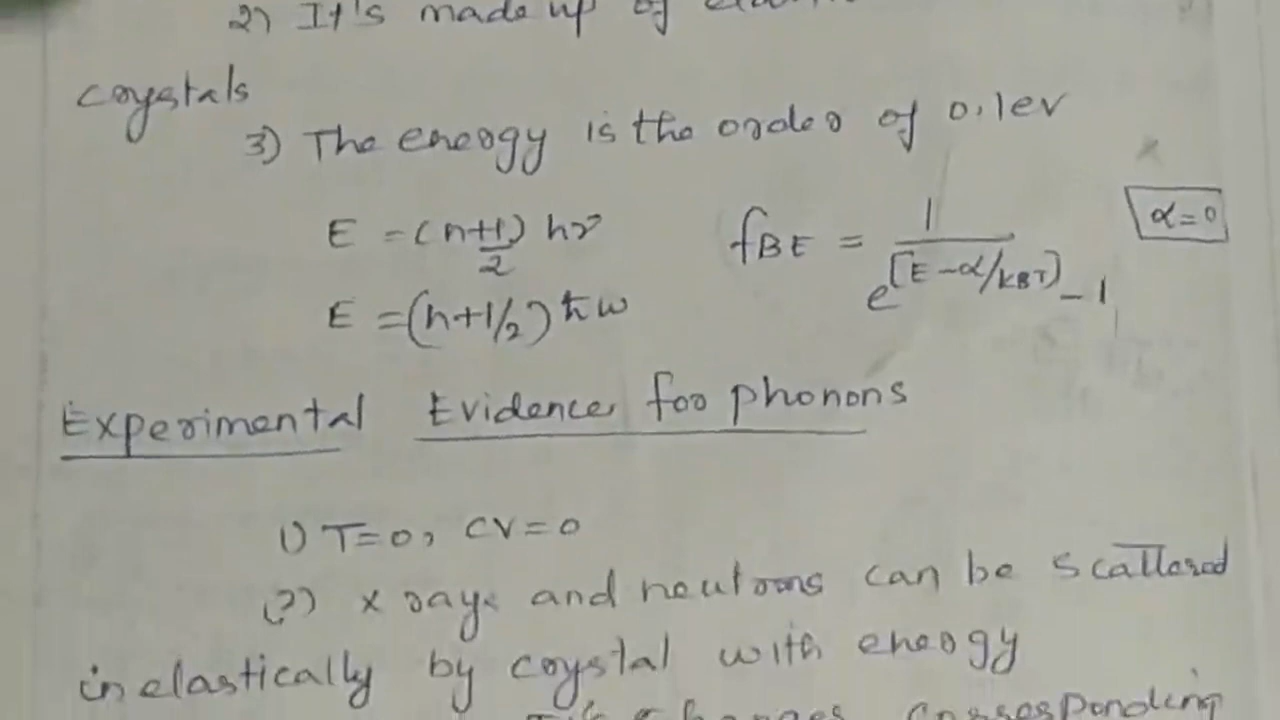 2) It's made up of
crystals
3) The energy is the order of 0.1ev
E = (n+1/2) hν
fBE = 1/e^[E-α/kBT) - 1
α=0
E = (n+1/2) ħω
Experimental Evidence for phonons
1) T=0, CV=0
(2) x rays and neutrons can be scattered
inelastically by crystal with energy
changes corresponding